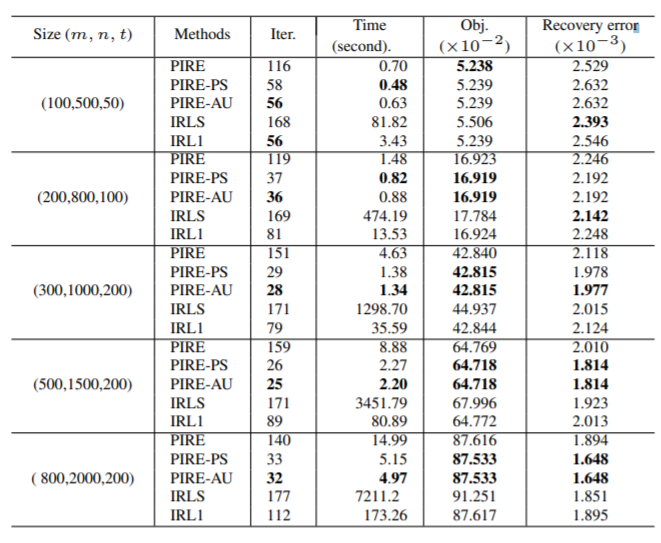 Size (m, n, t) Methods Iter. Time (second). Obj. (×10−2) Recovery error (×10−3)
(100,500,50) PIRE 116 0.70 5.238 2.529
PIRE-PS 58 0.48 5.239 2.632
PIRE-AU 56 0.63 5.239 2.632
IRLS 168 81.82 5.506 2.393
IRL1 56 3.43 5.239 2.546
(200,800,100) PIRE 119 1.48 16.923 2.246
PIRE-PS 37 0.82 16.919 2.192
PIRE-AU 36 0.88 16.919 2.192
IRLS 169 474.19 17.784 2.142
IRL1 81 13.53 16.924 2.248
(300,1000,200) PIRE 151 4.63 42.840 2.118
PIRE-PS 29 1.38 42.815 1.978
PIRE-AU 28 1.34 42.815 1.977
IRLS 171 1298.70 44.937 2.015
IRL1 79 35.59 42.844 2.124
(500,1500,200) PIRE 159 8.88 64.769 2.010
PIRE-PS 26 2.27 64.718 1.814
PIRE-AU 25 2.20 64.718 1.814
IRLS 171 3451.79 67.996 1.923
IRL1 89 80.89 64.772 2.013
( 800,2000,200) PIRE 140 14.99 87.616 1.894
PIRE-PS 33 5.15 87.533 1.648
PIRE-AU 32 4.97 87.533 1.648
IRLS 177 7211.2 91.251 1.851
IRL1 112 173.26 87.617 1.895